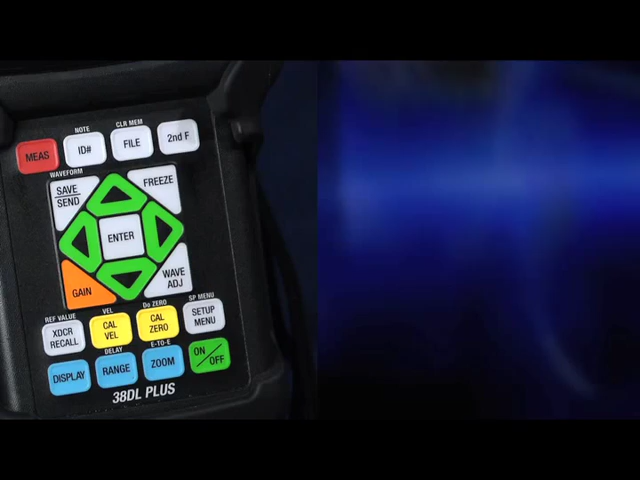 NOTE
CLR MEM
MEAS
ID#
FILE
2nd F
WAVEFORM
SAVE
SEND
FREEZE
ENTER
GAIN
WAVE
ADJ
REF VALUE
VEL
Do ZERO
SP MENU
XDCR
RECALL
CAL
VEL
CAL
ZERO
SETUP
MENU
DELAY
E-TO-E
DISPLAY
RANGE
ZOOM
ON/OFF
38DL PLUS